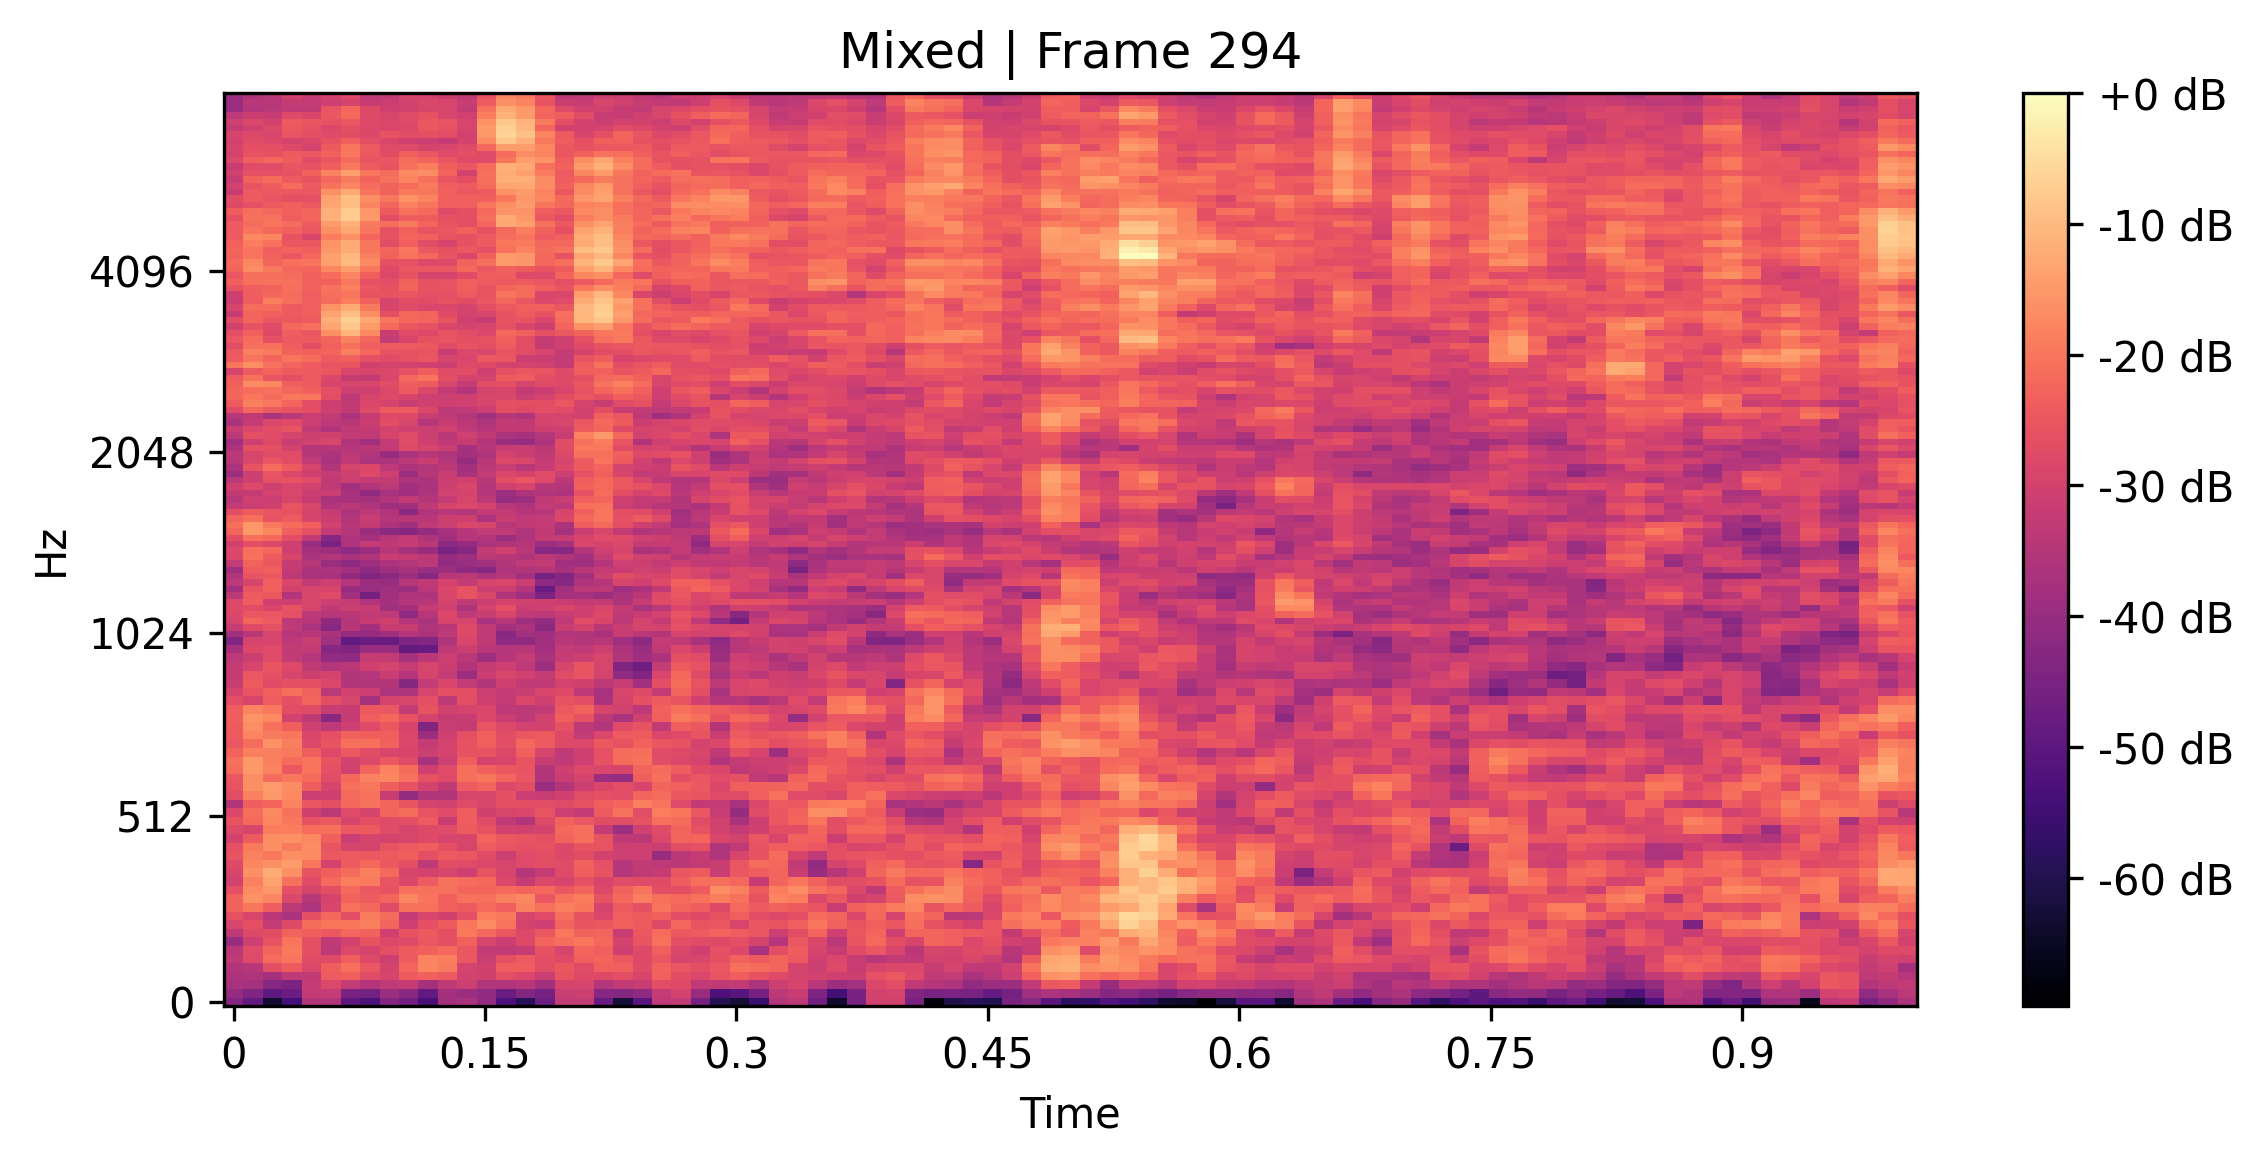 Mixed | Frame 294
+0 dB
-10 dB
-20 dB
-30 dB
-40 dB
-50 dB
-60 dB
Hz
4096
2048
1024
512
0
0 0.15 0.3 0.45 0.6 0.75 0.9
Time